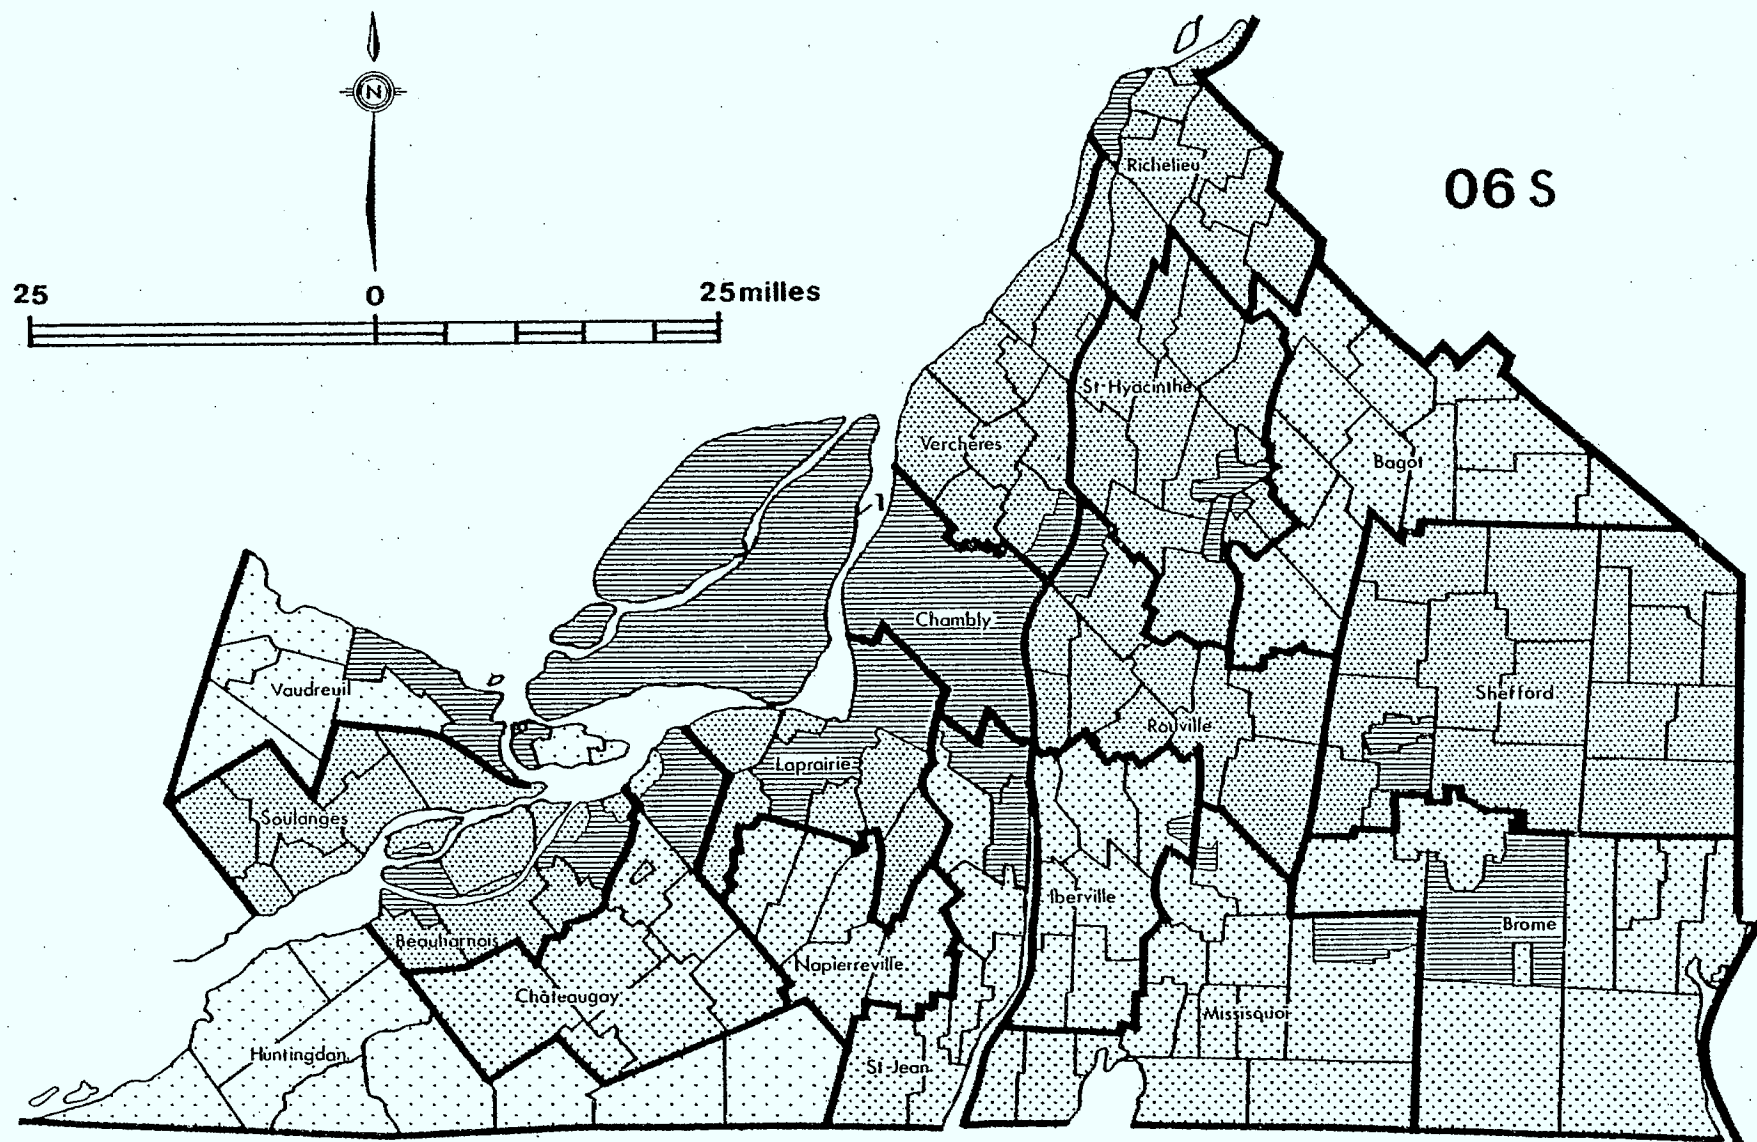 N
25 0 25 milles
06 S
Richelieu
St-Hyacinthe
Verchères
Bagot
1
Chambly
Vaudreuil
Shefford
Rouville
Laprairie
Soulanges
Iberville
Brome
Beauharnois
Napierreville
Châteaugay
Missisquoi
Huntingdan
St-Jean